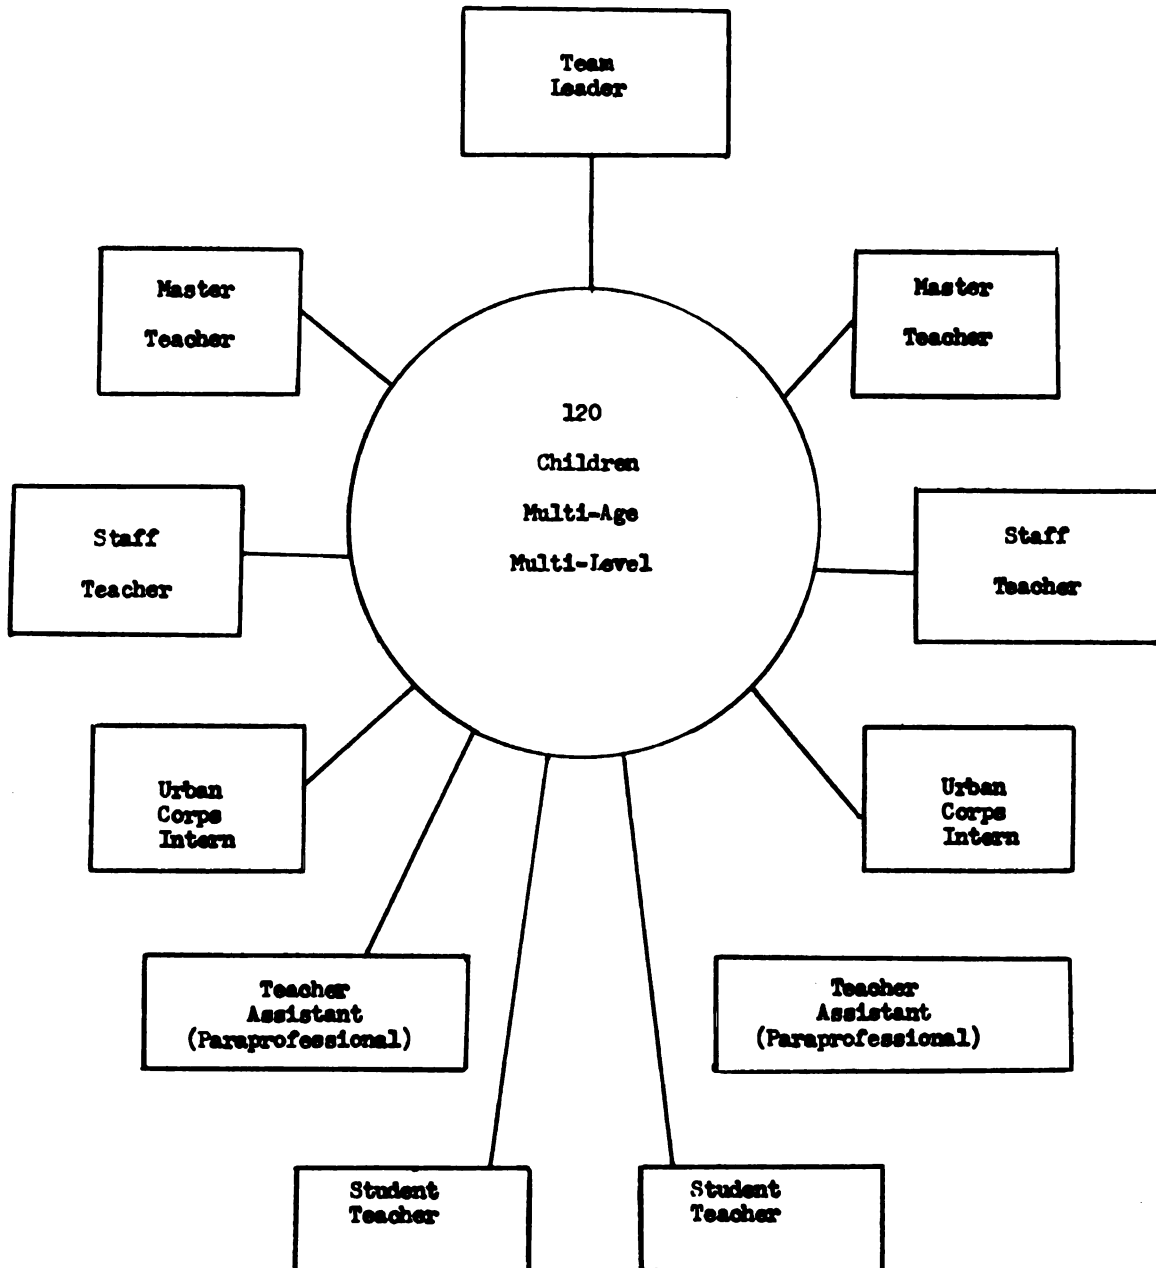 Team
Leader
Master
Teacher
Master
Teacher
120
Children
Multi-Age
Multi-Level
Staff
Teacher
Staff
Teacher
Urban
Corps
Intern
Urban
Corps
Intern
Teacher
Assistant
(Paraprofessional)
Teacher
Assistant
(Paraprofessional)
Student
Teacher
Student
Teacher